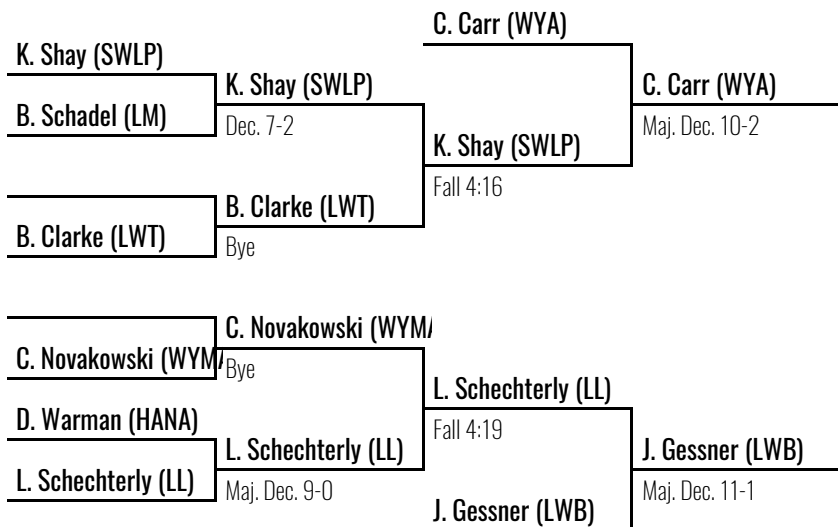 C. Carr (WYA)
K. Shay (SWLP)
K. Shay (SWLP)
C. Carr (WYA)
B. Schadel (LM)
Dec. 7-2
Maj. Dec. 10-2
K. Shay (SWLP)
Fall 4:16
B. Clarke (LWT)
B. Clarke (LWT)
Bye
C. Novakowski (WYMA
C. Novakowski (WYMA
Bye
L. Schechterly (LL)
D. Warman (HANA)
Fall 4:19
L. Schechterly (LL)
J. Gessner (LWB)
L. Schechterly (LL)
Maj. Dec. 9-0
Maj. Dec. 11-1
J. Gessner (LWB)